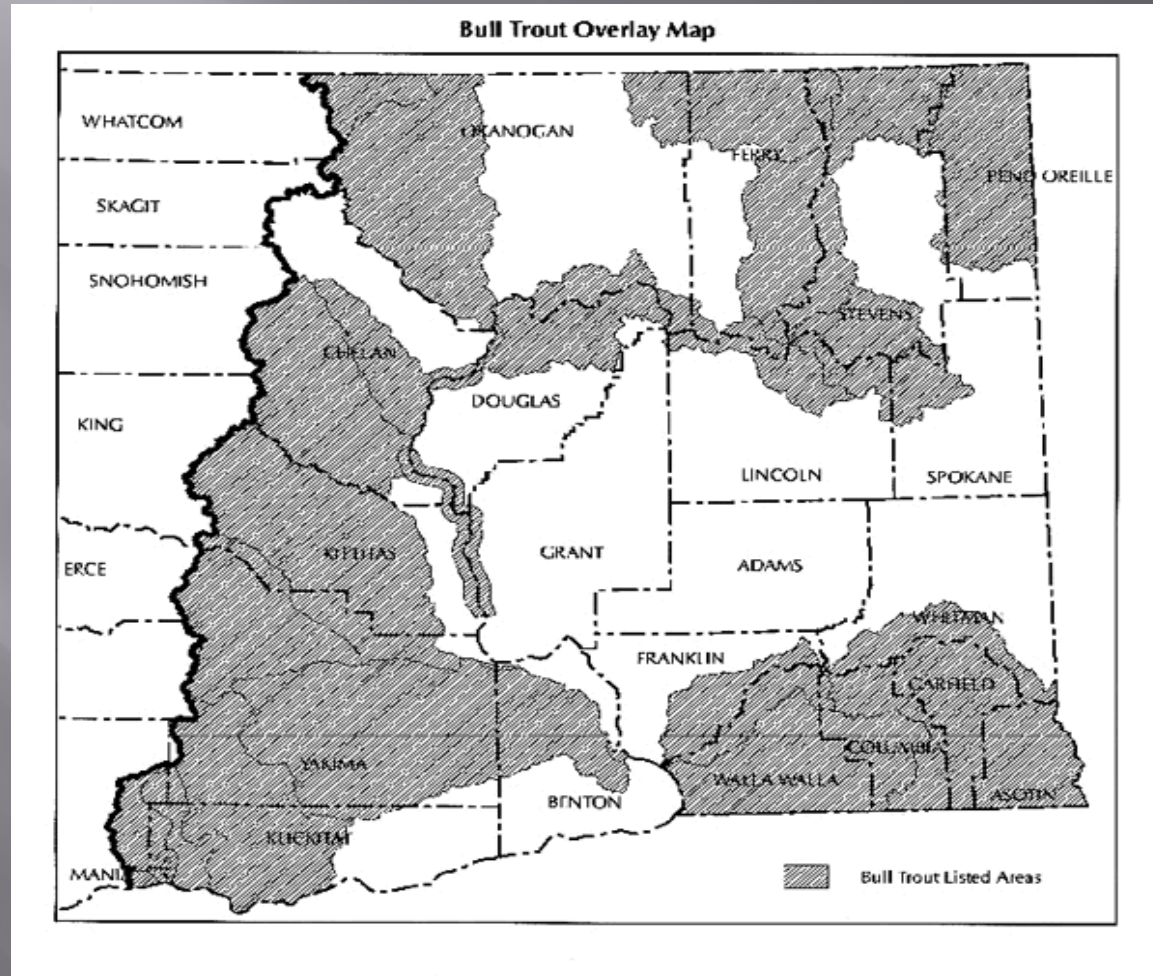 Bull Trout Overlay Map
WHATCOM
OKANOGAN
FERRY
PEND OREILLE
SKAGIT
SNOHOMISH
STEVENS
CHELAN
DOUGLAS
KING
LINCOLN
SPOKANE
KITTITAS
GRANT
ADAMS
ERCE
WHITMAN
FRANKLIN
GARFIELD
COLUMBIA
YAKIMA
WALLA WALLA
BENTON
ASOTIN
KLICKITAT
Bull Trout Listed Areas